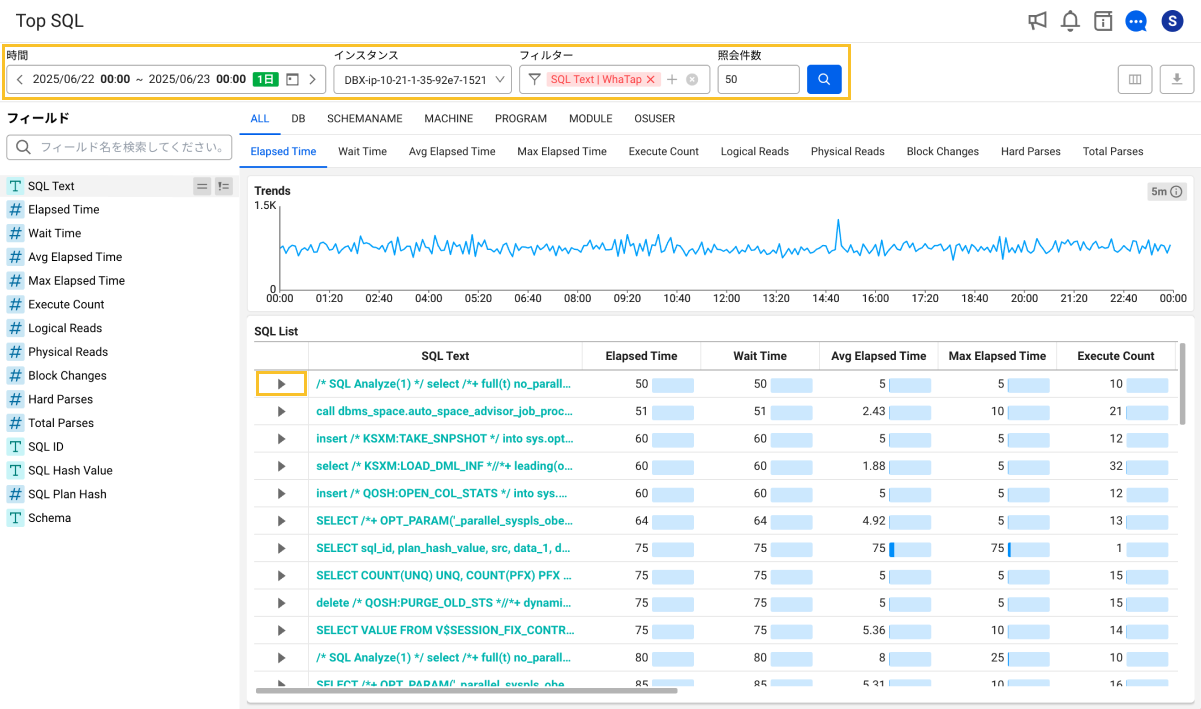 Top SQL
S
時間 インスタンス フィルター 照会件数
2025/06/22 00:00 ~ 2025/06/23 00:00 1日 DBX-ip-10-21-1-35-92e7-1521 SQL Text | WhaTap 50
フィールド
フィールド名を検索してください。
SQL Text
Elapsed Time
Wait Time
Avg Elapsed Time
Max Elapsed Time
Execute Count
Logical Reads
Physical Reads
Block Changes
Hard Parses
Total Parses
SQL ID
SQL Hash Value
SQL Plan Hash
Schema
ALL DB SCHEMANAME MACHINE PROGRAM MODULE OSUSER
Elapsed Time Wait Time Avg Elapsed Time Max Elapsed Time Execute Count Logical Reads Physical Reads Block Changes Hard Parses Total Parses
Trends 5m
1.5K
0
00:00 01:20 02:40 04:00 05:20 06:40 08:00 09:20 10:40 12:00 13:20 14:40 16:00 17:20 18:40 20:00 21:20 22:40 00:00
SQL List
SQL Text Elapsed Time Wait Time Avg Elapsed Time Max Elapsed Time Execute Count
/* SQL Analyze(1) */ select /*+ full(t) no_parall... 50 50 5 5 10
call dbms_space.auto_space_advisor_job_proc... 51 51 2.43 10 21
insert /* KSXM:TAKE_SNPSHOT */ into sys.opt... 60 60 5 5 12
select /* KSXM:LOAD_DML_INF *//*+ leading(o... 60 60 1.88 5 32
insert /* QOSH:OPEN_COL_STATS */ into sys.... 60 60 5 5 12
SELECT /*+ OPT_PARAM('_parallel_syspls_obe... 64 64 4.92 5 13
SELECT sql_id, plan_hash_value, src, data_1, d... 75 75 75 75 1
SELECT COUNT(UNQ) UNQ, COUNT(PFX) PFX ... 75 75 5 5 15
delete /* QOSH:PURGE_OLD_STS *//*+ dynami... 75 75 5 5 15
SELECT VALUE FROM V$SESSION_FIX_CONTR... 75 75 5.36 10 14
/* SQL Analyze(1) */ select /*+ full(t) no_parall... 80 80 8 25 10
SELECT /*+ OPT_PARAM('_parallel_syspls_obe... 85 85 5.31 10 16